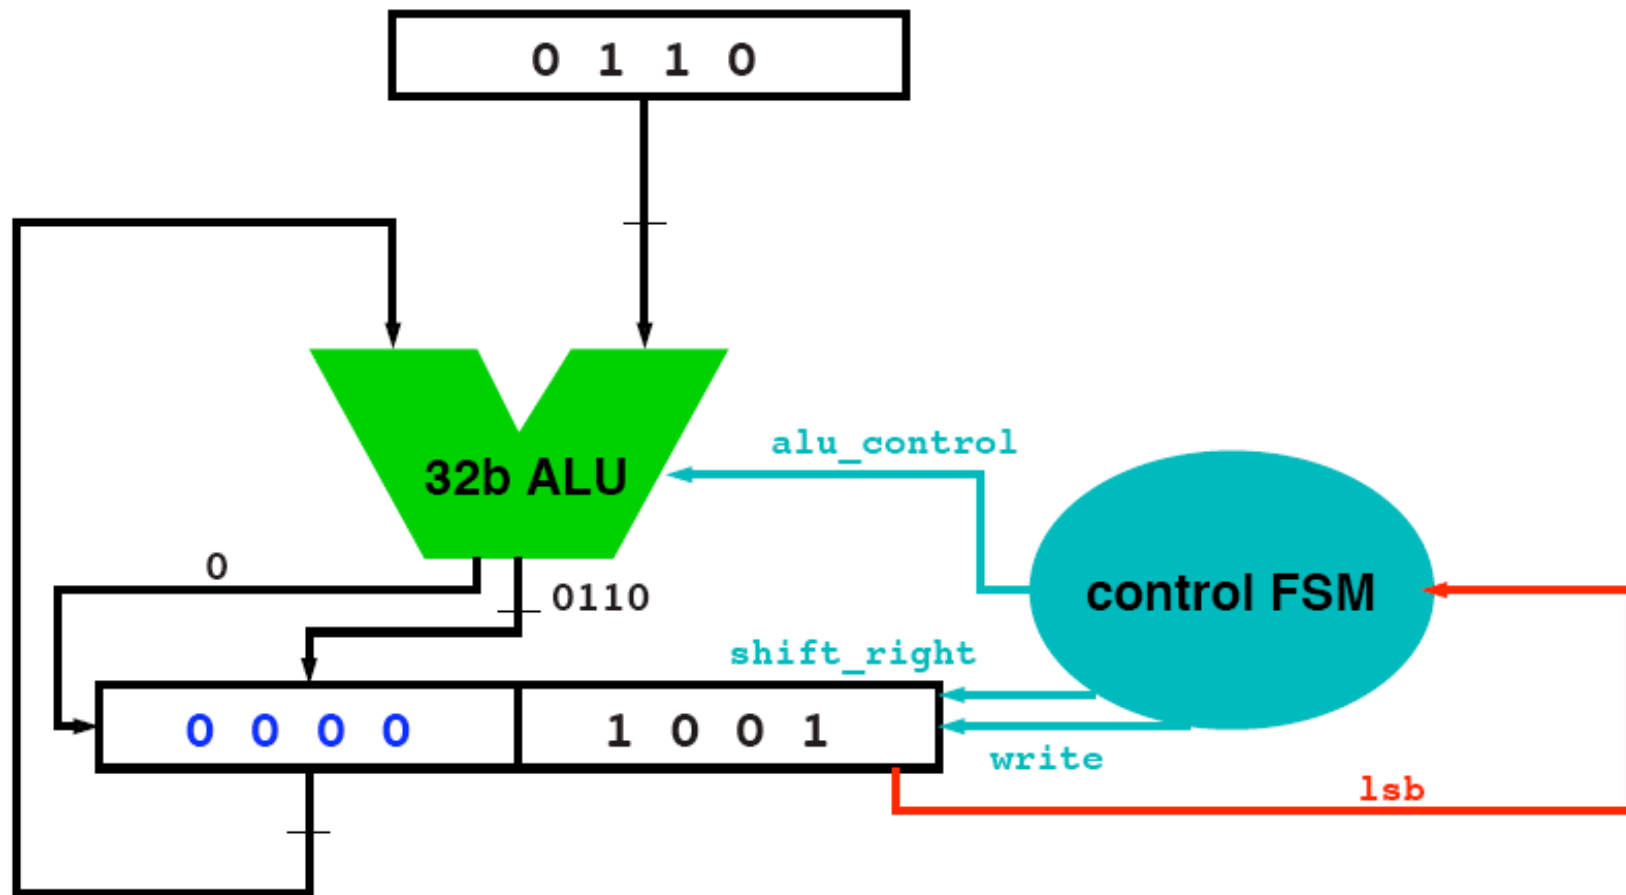 0 1 1 0
alu_control
32b ALU
0
0110
control FSM
shift_right
0 0 0 0 1 0 0 1
write
lsb